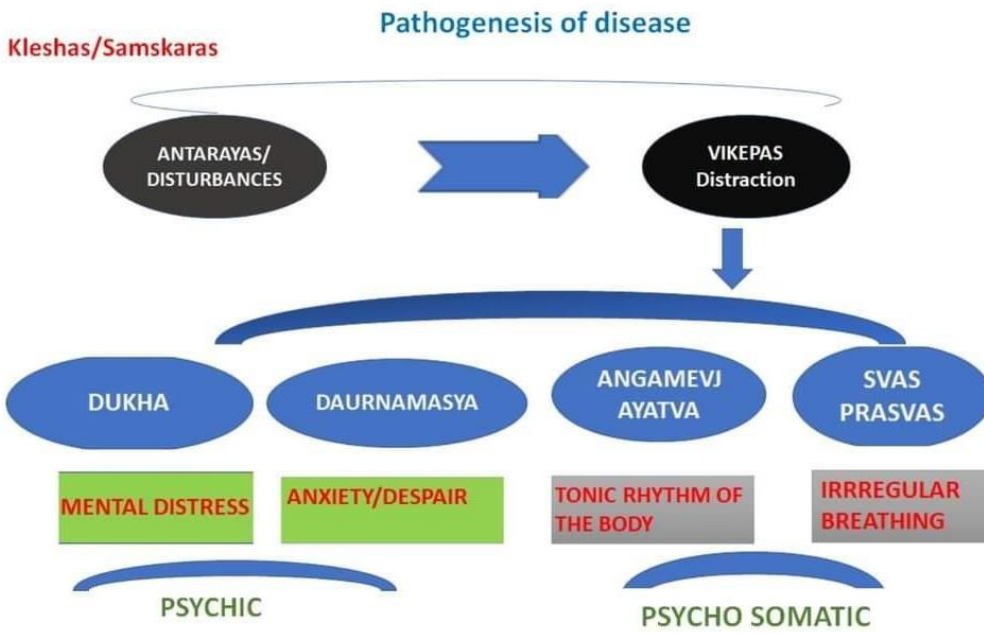 Pathogenesis of disease
Kleshas/Samskaras
ANTARAYAS/
DISTURBANCES
VIKEPAS
Distraction
DUKHA
DAURNAMASYA
ANGAMEVJ
AYATVA
SVAS
PRASVAS
MENTAL DISTRESS
ANXIETY/DESPAIR
TONIC RHYTHM OF
THE BODY
IRRREGULAR
BREATHING
PSYCHIC
PSYCHO SOMATIC